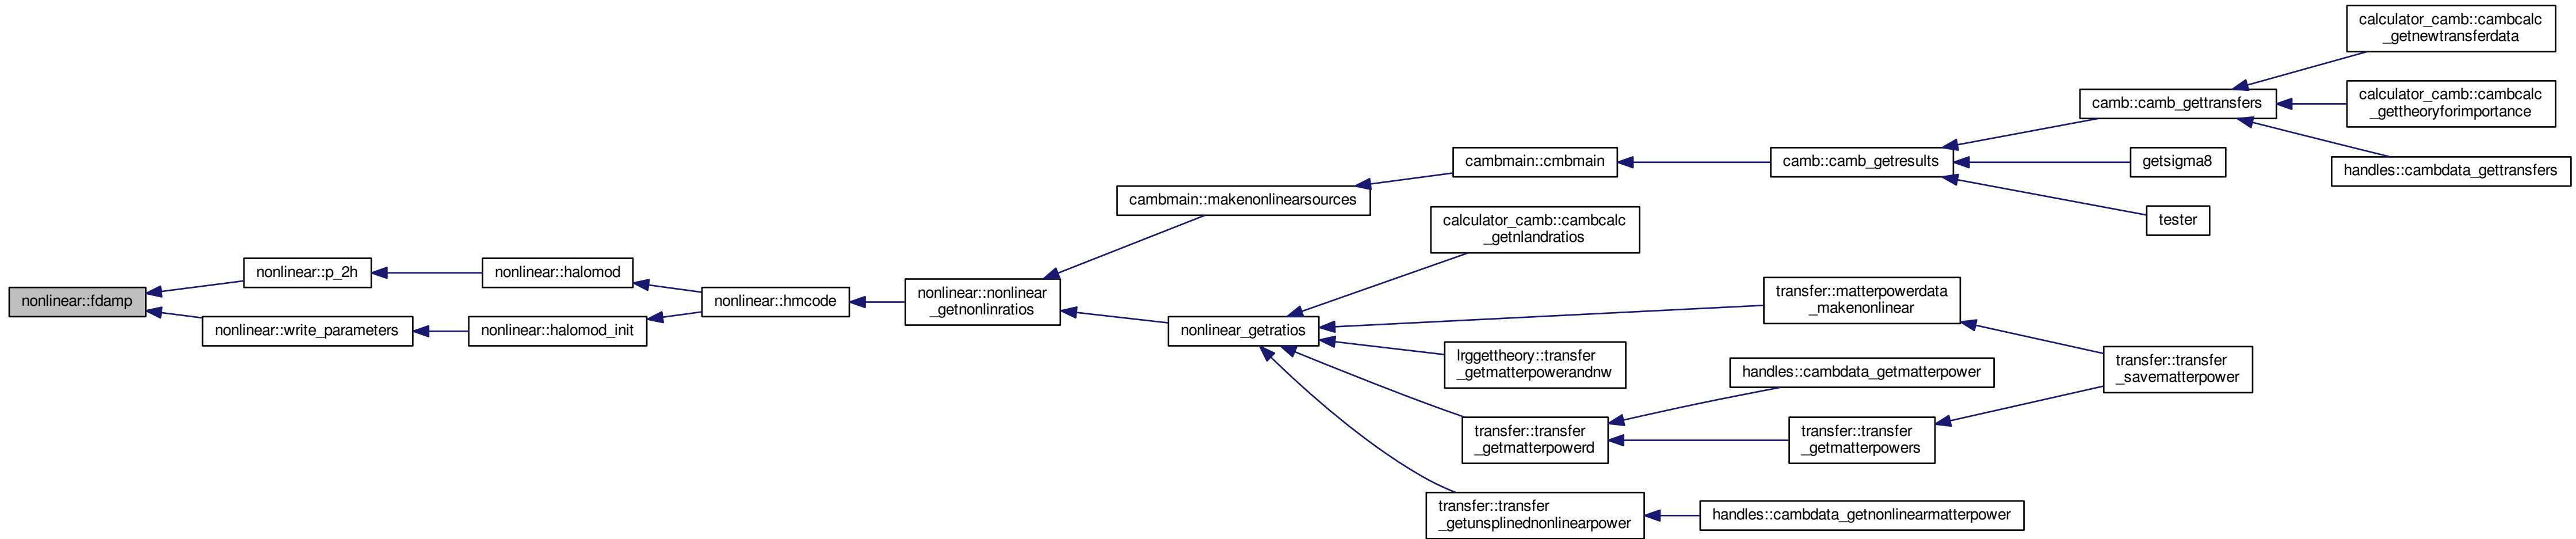 nonlinear::fdamp
nonlinear::p_2h
nonlinear::write_parameters
nonlinear::halomod
nonlinear::halomod_init
nonlinear::hmcode
nonlinear::nonlinear
_getnonlinratios
cambmain::makenonlinearsources
nonlinear_getratios
cambmain::cmbmain
calculator_camb::cambcalc
_getnlandratios
lrggettheory::transfer
_getmatterpowerandnw
transfer::transfer
_getmatterpowerd
transfer::transfer
_getunsplinednonlinearpower
camb::camb_getresults
transfer::matterpowerdata
_makenonlinear
handles::cambdata_getmatterpower
transfer::transfer
_getmatterpowers
handles::cambdata_getnonlinearmatterpower
camb::camb_gettransfers
getsigma8
tester
transfer::transfer
_savematterpower
calculator_camb::cambcalc
_getnewtransferdata
calculator_camb::cambcalc
_gettheoryforimportance
handles::cambdata_gettransfers